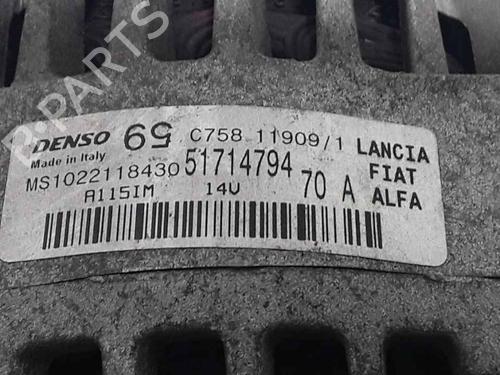 R·PARTS
DENSO 65 C758 11909/1 LANCIA
Made in Italy
MS1022118430 51714794 FIAT
A115IM 14V 70 A ALFA